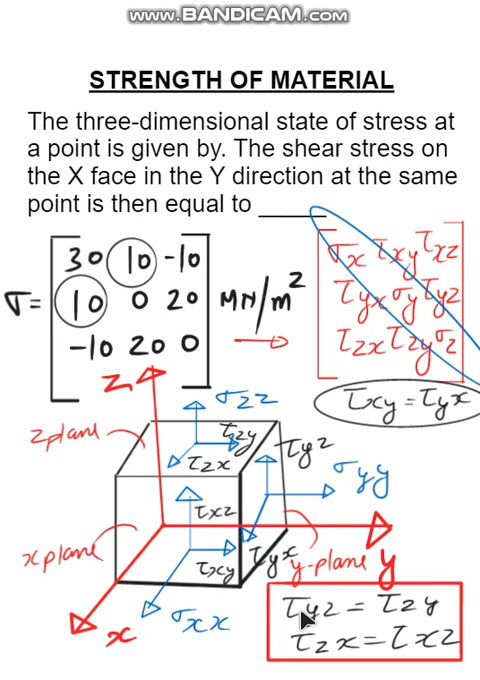 www.BANDICAM.com
STRENGTH OF MATERIAL
The three-dimensional state of stress at
a point is given by. The shear stress on
the X face in the Y direction at the same
point is then equal to _____
σ = [30 10 -10
10 0 20
-10 20 0] MN/m²
σx τxy τxz
τyx σy τyz
τzx τzy σz
τxy = τyx
z
σzz
z plane
τzy
τzx
τyz
σyy
τxz
x plane
τxy
τyx
y-plane
y
x
σxx
τyz = τzy
τzx = τxz